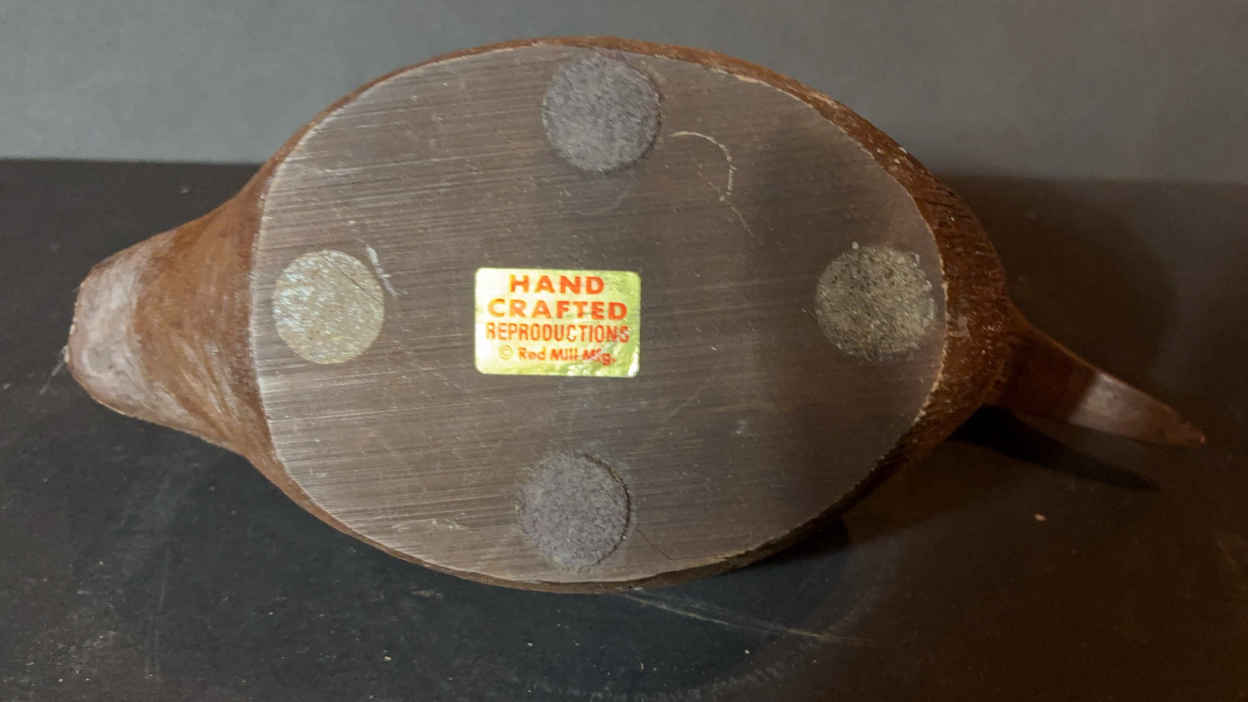 HAND
CRAFTED
REPRODUCTIONS
© Red Mill Mfg.